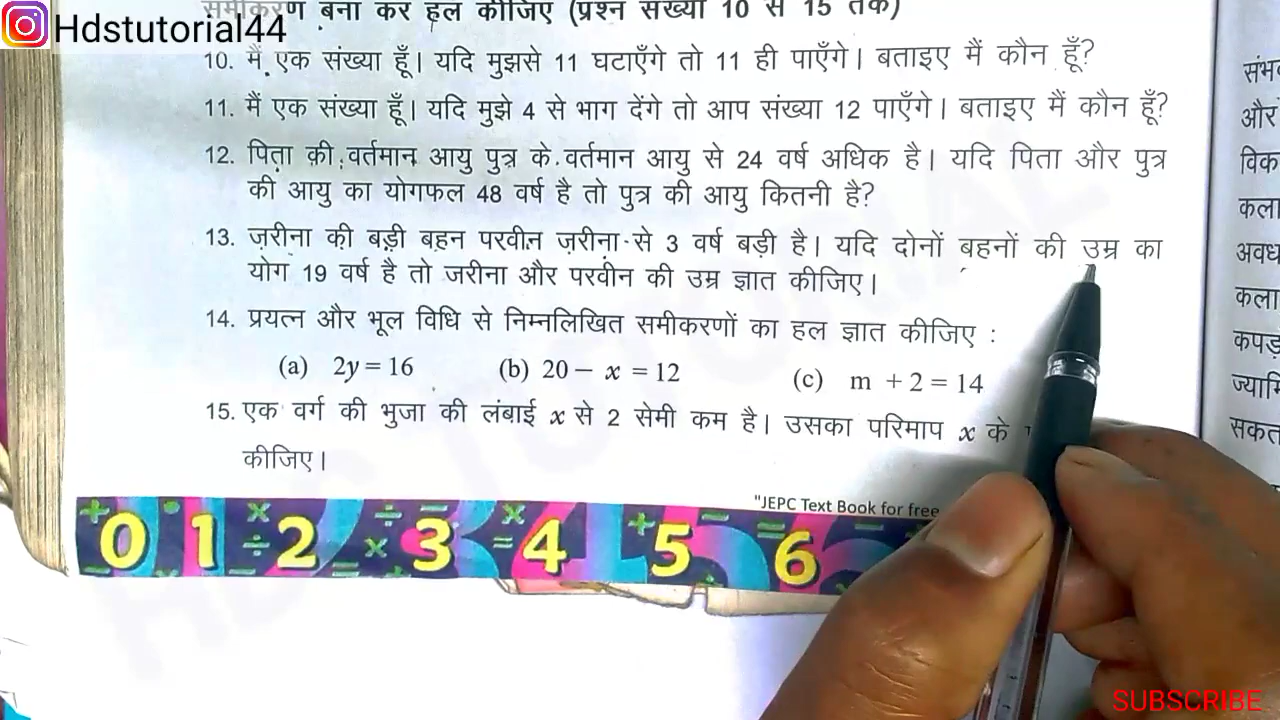 Hdstutorial44
समीकरण बना कर हल कीजिए (प्रश्न संख्या 10 से 15 तक)
10. मैं एक संख्या हूँ। यदि मुझसे 11 घटाएँगे तो 11 ही पाएँगे। बताइए मैं कौन हूँ?
11. मैं एक संख्या हूँ। यदि मुझे 4 से भाग देंगे तो आप संख्या 12 पाएँगे। बताइए मैं कौन हूँ?
12. पिता की वर्तमान आयु पुत्र के वर्तमान आयु से 24 वर्ष अधिक है। यदि पिता और पुत्र
की आयु का योगफल 48 वर्ष है तो पुत्र की आयु कितनी है?
13. ज़रीना की बड़ी बहन परवीन ज़रीना से 3 वर्ष बड़ी है। यदि दोनों बहनों की उम्र का
योग 19 वर्ष है तो जरीना और परवीन की उम्र ज्ञात कीजिए।
14. प्रयत्न और भूल विधि से निम्नलिखित समीकरणों का हल ज्ञात कीजिए :
(a) 2y = 16 (b) 20 − x = 12 (c) m + 2 = 14
15. एक वर्ग की भुजा की लंबाई x से 2 सेमी कम है। उसका परिमाप x के
कीजिए।
"JEPC Text Book for free
0 1 2 3 4 5 6
और
SUBSCRIBE